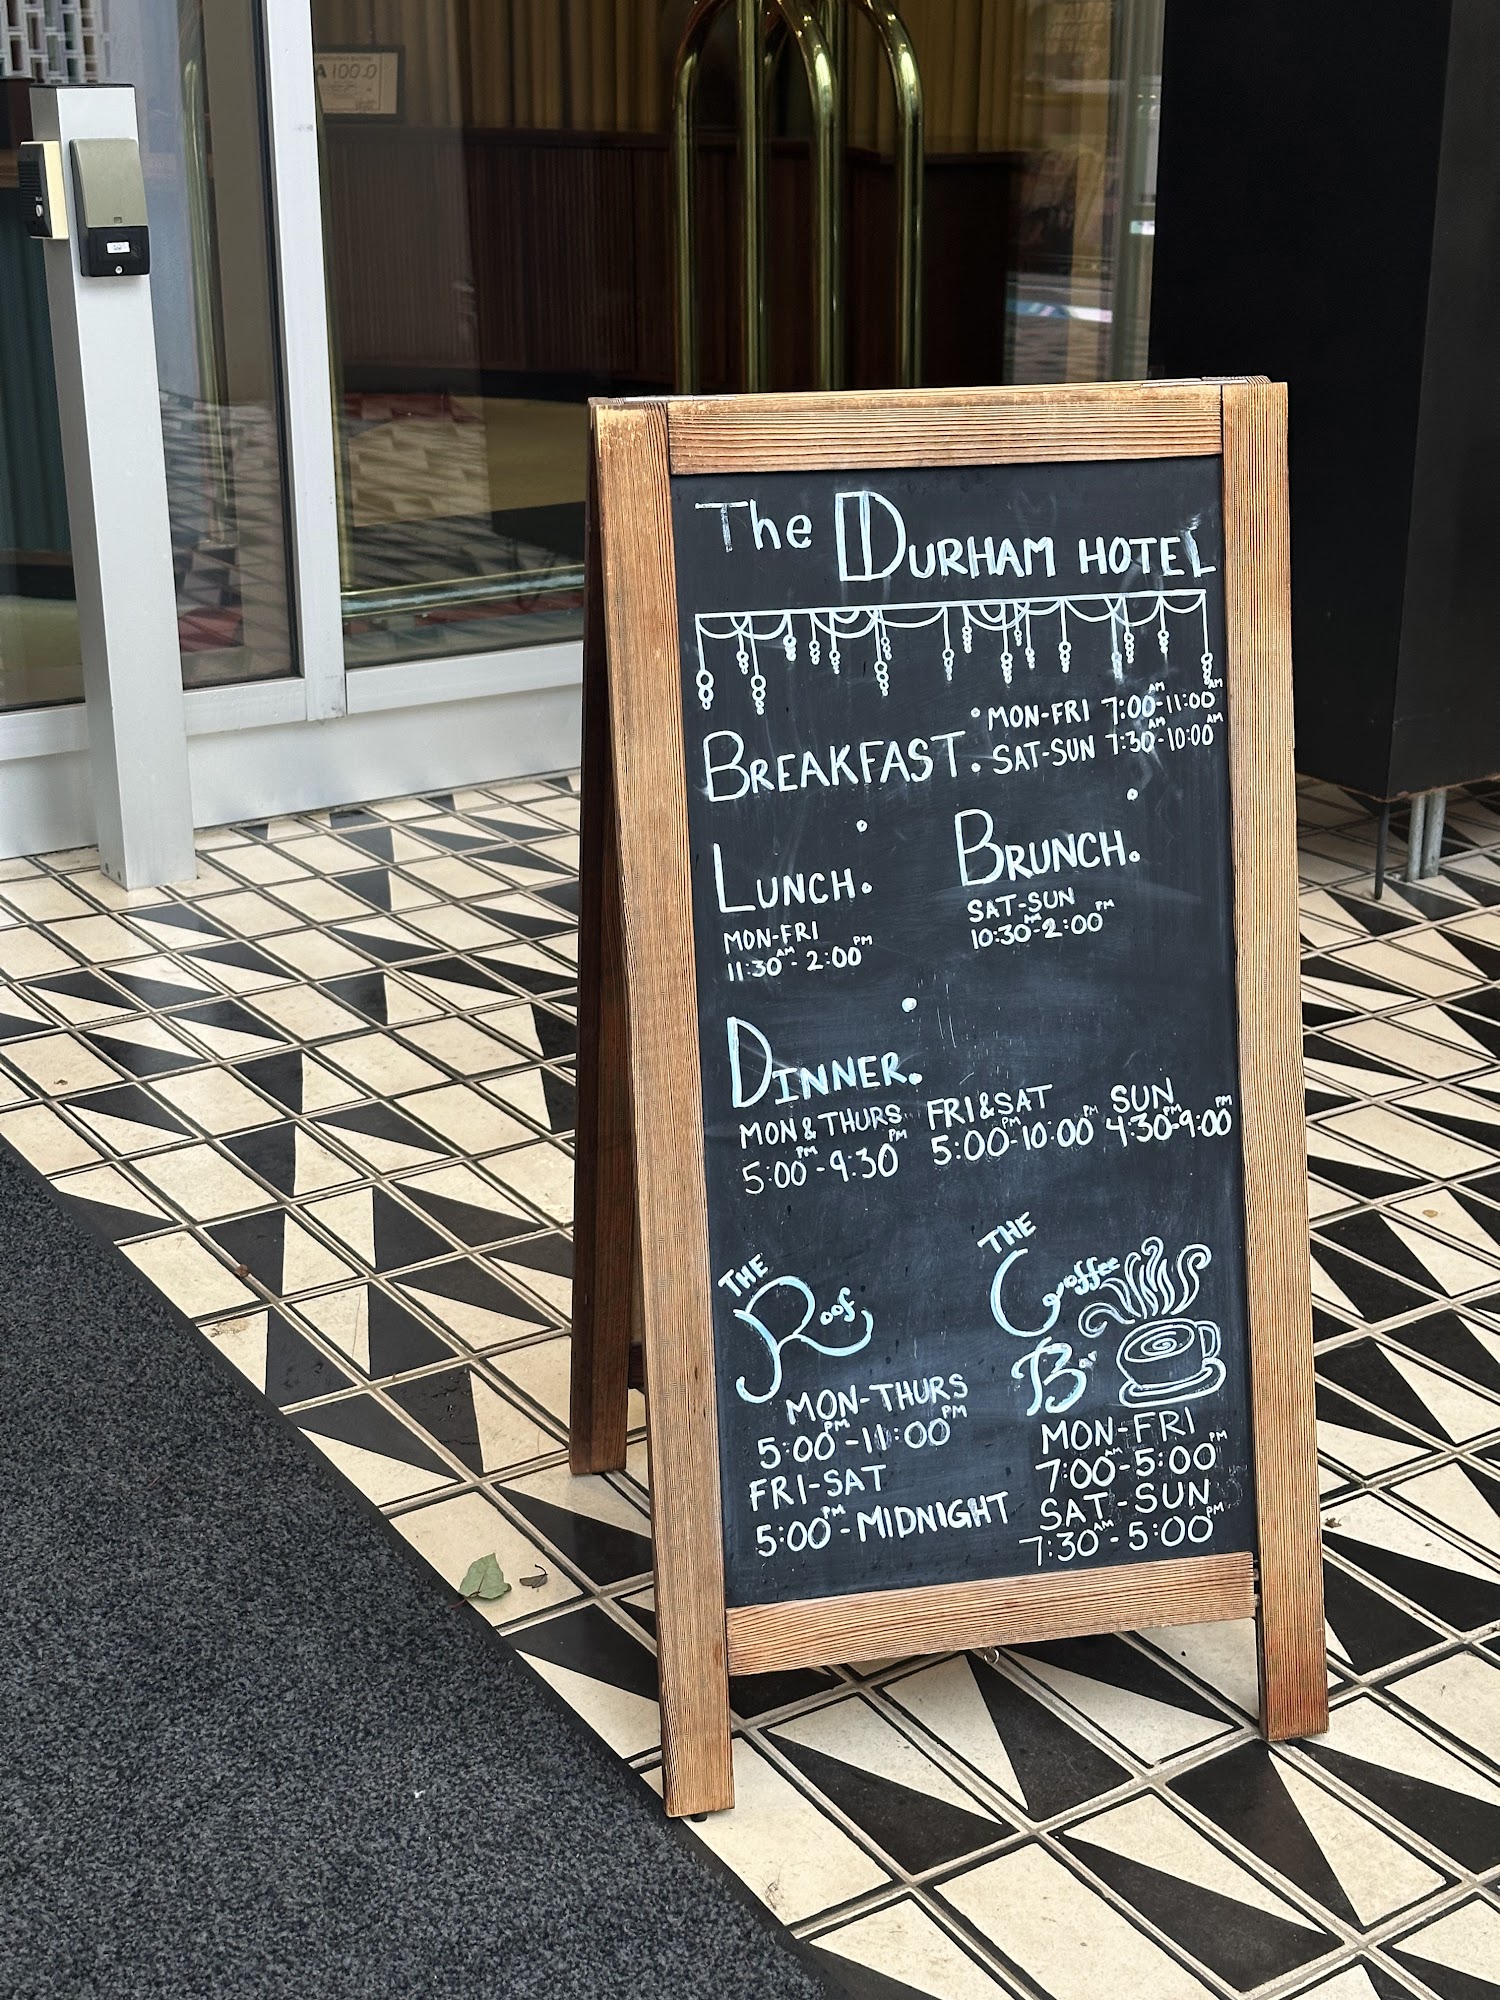 A 100.0
The DURHAM HOTEL
BREAKFAST.
° MON-FRI 7:00AM-11:00AM
SAT-SUN 7:30AM-10:00AM
LUNCH.
MON-FRI
11:30AM - 2:00PM
BRUNCH.
SAT-SUN
10:30AM-2:00PM
DINNER.
MON & THURS
5:00PM - 9:30PM
FRI & SAT
5:00PM-10:00PM
SUN
4:30PM-9:00PM
THE Roof
MON-THURS
5:00PM-11:00PM
FRI-SAT
5:00PM - MIDNIGHT
THE Coffee
Bar
MON-FRI
7:00AM-5:00PM
SAT-SUN
7:30AM - 5:00PM